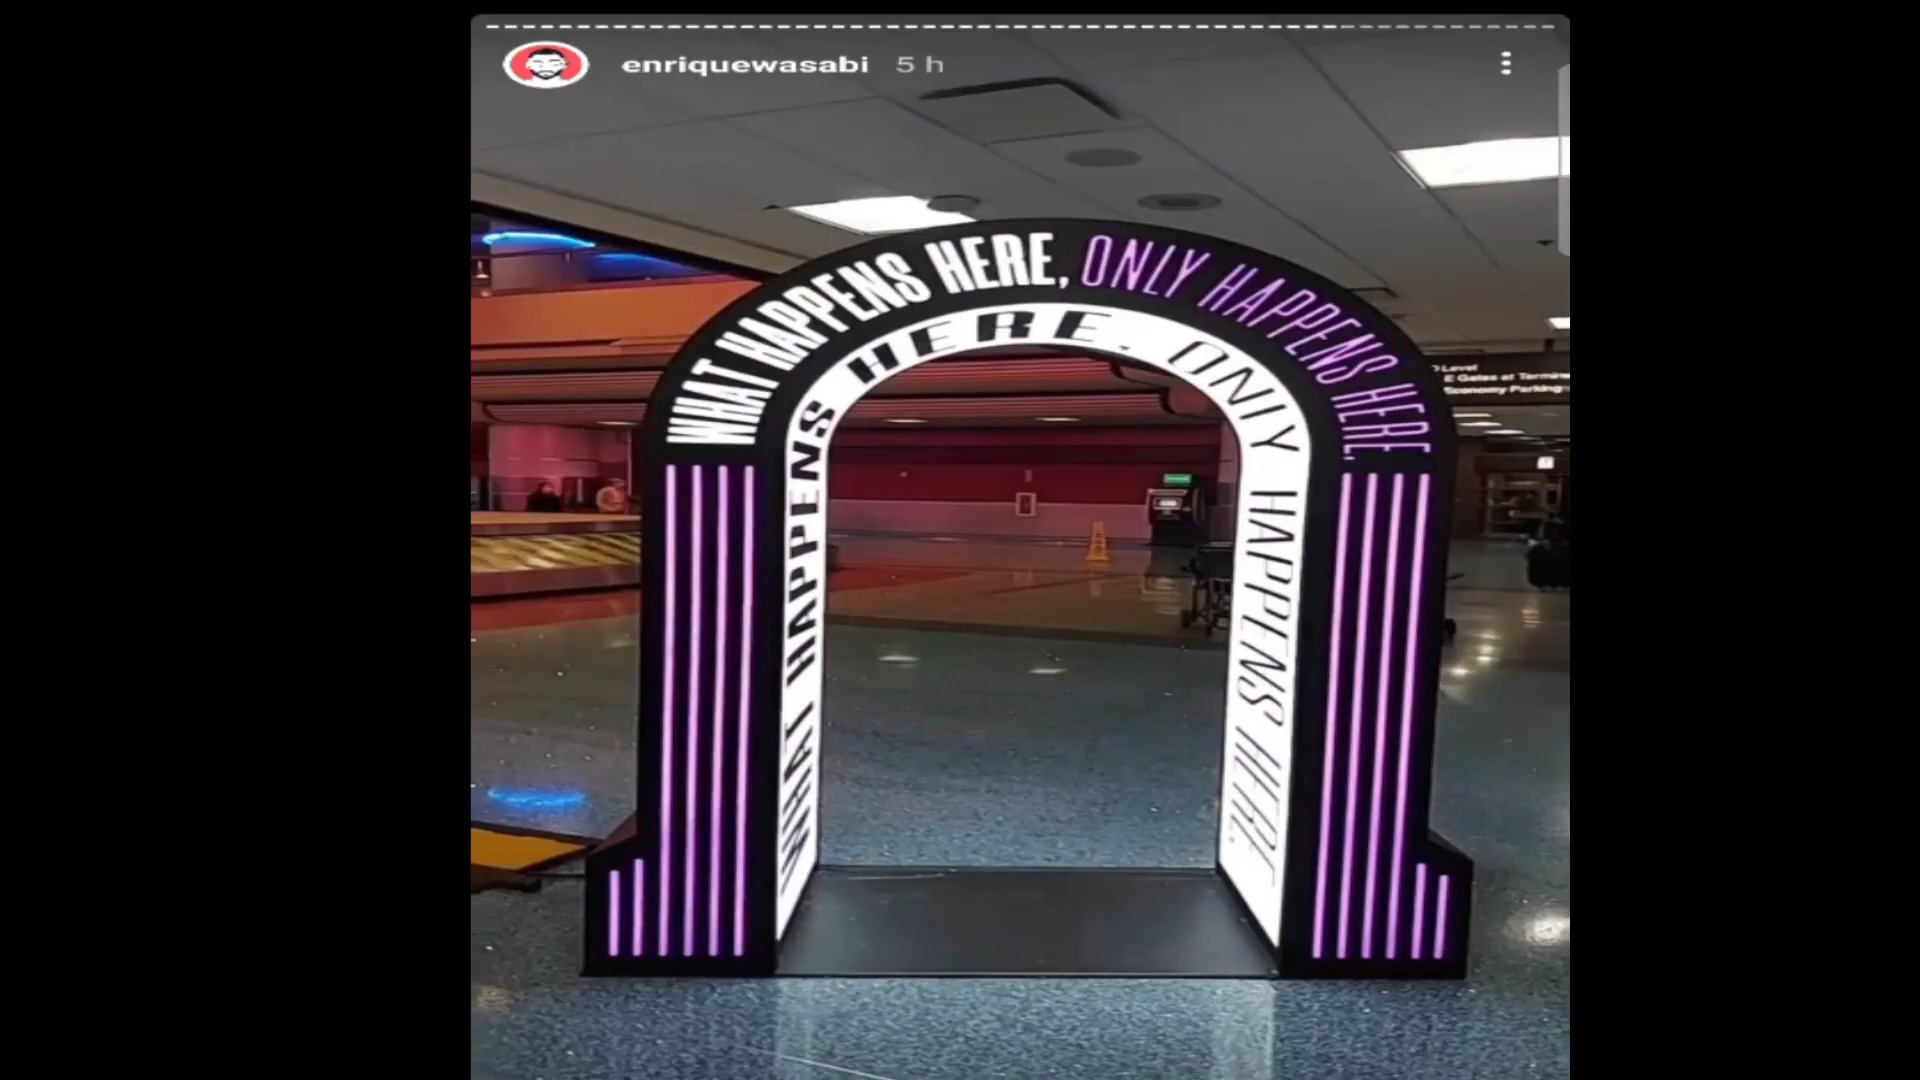 enriquewasabi 5 h
WHAT HAPPENS HERE, ONLY HAPPENS HERE.
WHAT HAPPENS HERE, ONLY HAPPENS HERE.
Level
E Gates at Termina
Economy Parking